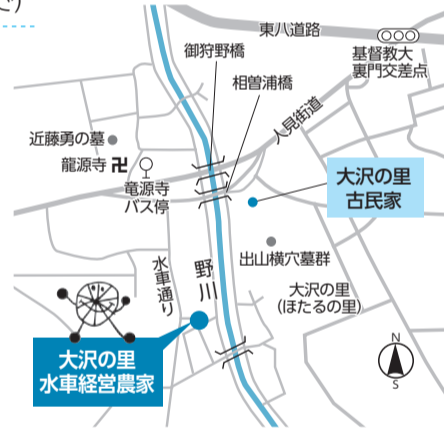 で)
東八道路
御狩野橋
基督教大
裏門交差点
相曽浦橋
人見街道
近藤勇の墓
龍源寺 卍
竜源寺
バス停
大沢の里
古民家
出山横穴墓群
水車通り
野川
大沢の里
(ほたるの里)
大沢の里
水車経営農家
N
S